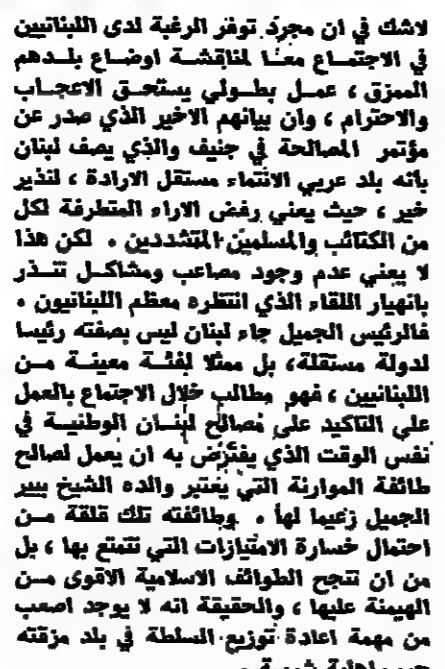 لاشك في ان مجرد توفر الرغبة لدى اللبنانيين
في الاجتماع معا لمناقشة اوضاع بلدهم
الممزق ، عمل بطولي يستحق الاعجاب
والاحترام ، وان بيانهم الاخير الذي صدر عن
مؤتمر المصالحة في جنيف والذي يصف لبنان
بانه بلد عربي الانتماء مستقل الارادة ، لنذير
خير ، حيث يعني رفض الاراء المتطرفة لكل
من الكتائب والمسلمين المتشددين . لكن هذا
لا يعني عدم وجود مصاعب ومشاكل تنذر
بانهيار اللقاء الذي انتظره معظم اللبنانيون .
فالرئيس الجميل جاء لبنان ليس بصفته رئيسا
لدولة مستقلة، بل ممثلا لفئة معينة من
اللبنانيين ، فهو مطالب خلال الاجتماع بالعمل
على التاكيد على مصالح لبنان الوطنية في
نفس الوقت الذي يفترض به ان يعمل لصالح
طائفة الموارنة التي يعتبر والده الشيخ بيير
الجميل زعيما لها . وطائفته تلك قلقة من
احتمال خسارة الامتيازات التي تتمتع بها ، بل
من ان تنجح الطوائف الاسلامية الاقوى من
الهيمنة عليها ، والحقيقة انه لا يوجد اصعب
من مهمة اعادة توزيع السلطة في بلد مزقته